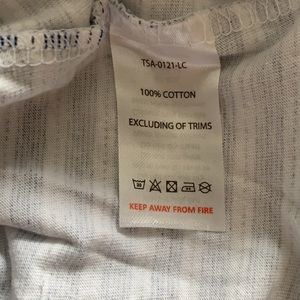 TSA-0121-LC
100% COTTON
EXCLUDING OF TRIMS
KEEP AWAY FROM FIRE